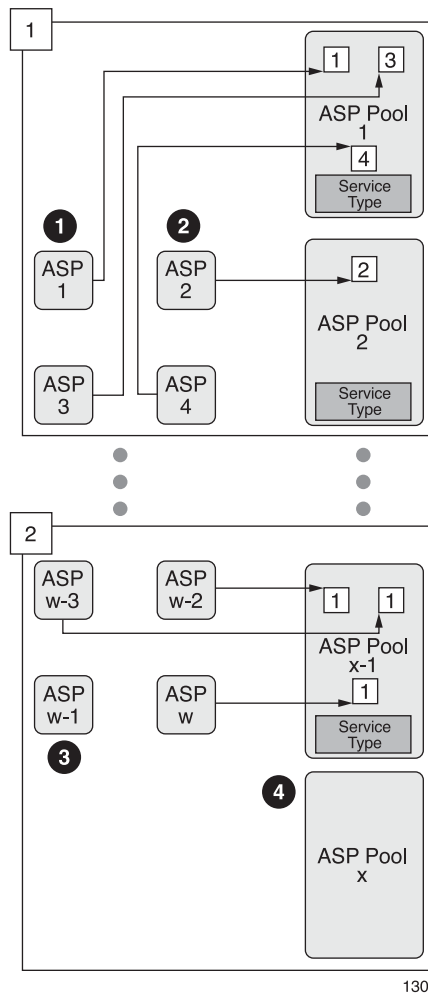 1
1
3
ASP Pool
1
4
Service
Type
1
2
ASP
1
ASP
2
2
ASP Pool
2
ASP
3
ASP
4
Service
Type
2
ASP
w-3
ASP
w-2
1
1
ASP Pool
x-1
1
ASP
w-1
ASP
w
Service
Type
3
4
ASP Pool
x
130